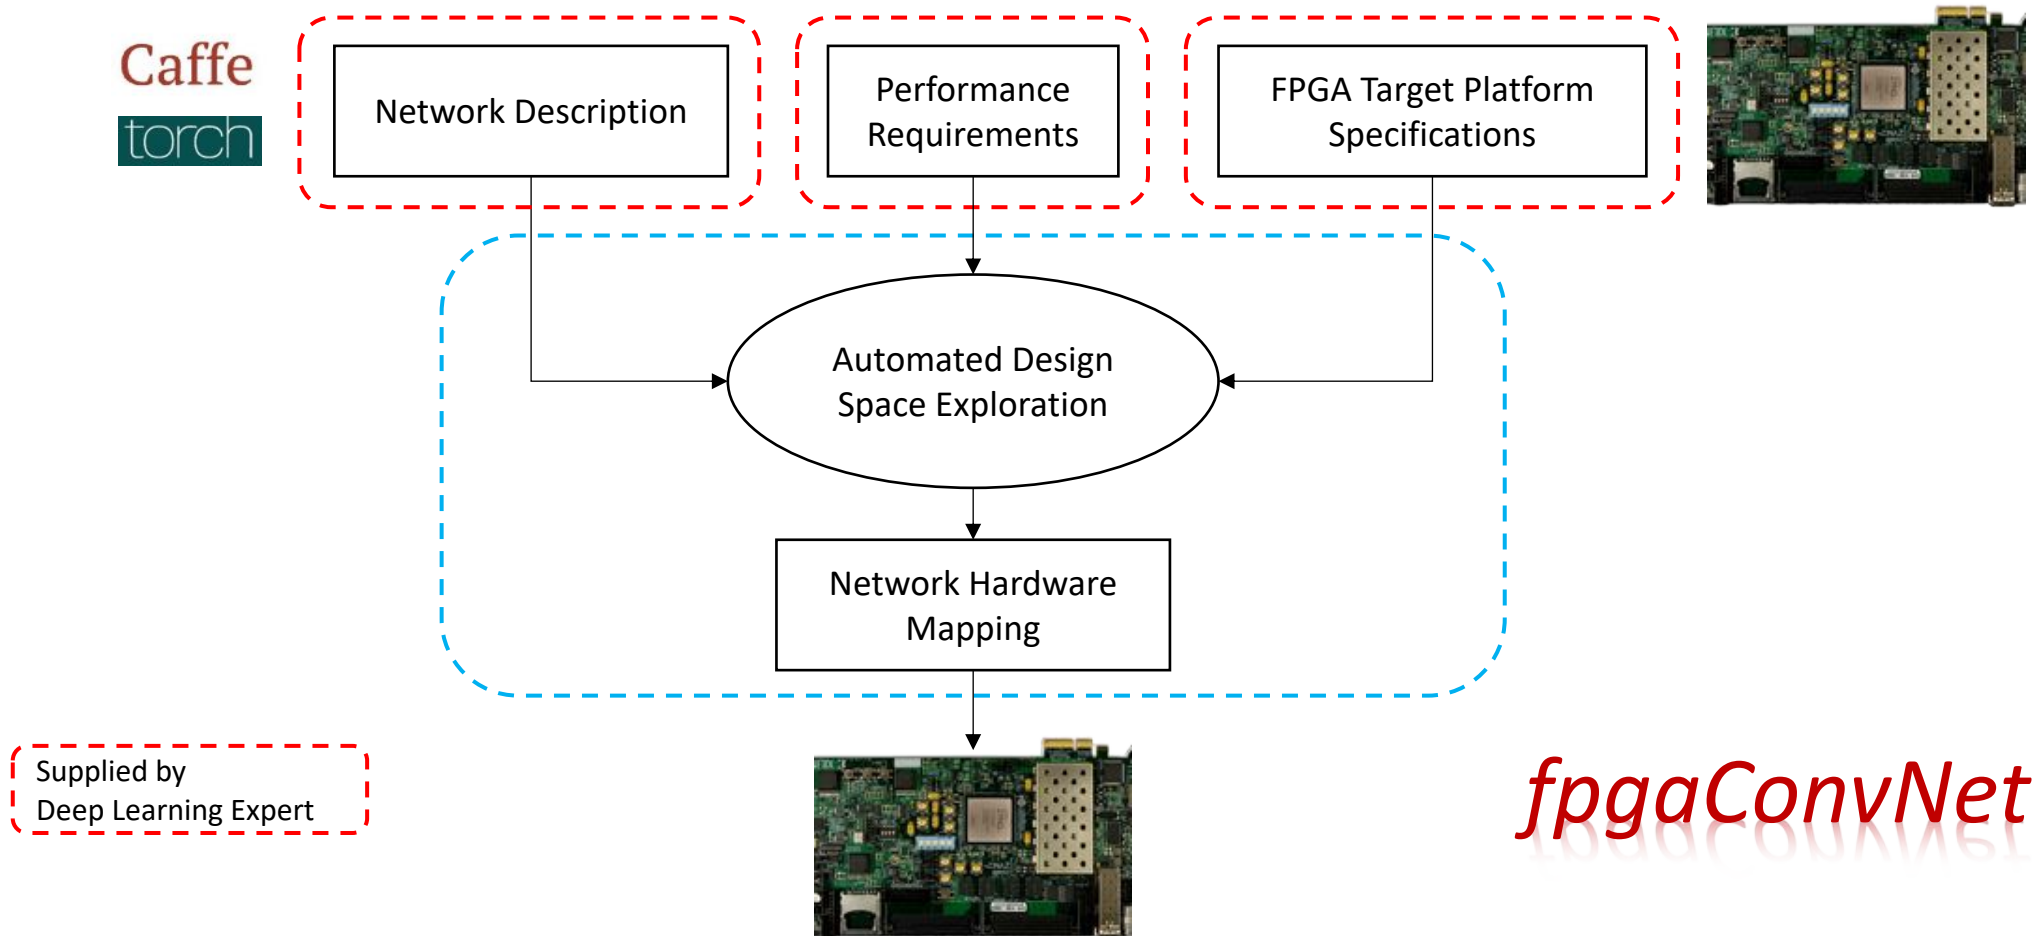 Caffe
torch
Network Description
Performance
Requirements
FPGA Target Platform
Specifications
Automated Design
Space Exploration
Network Hardware
Mapping
Supplied by
Deep Learning Expert
fpgaConvNet